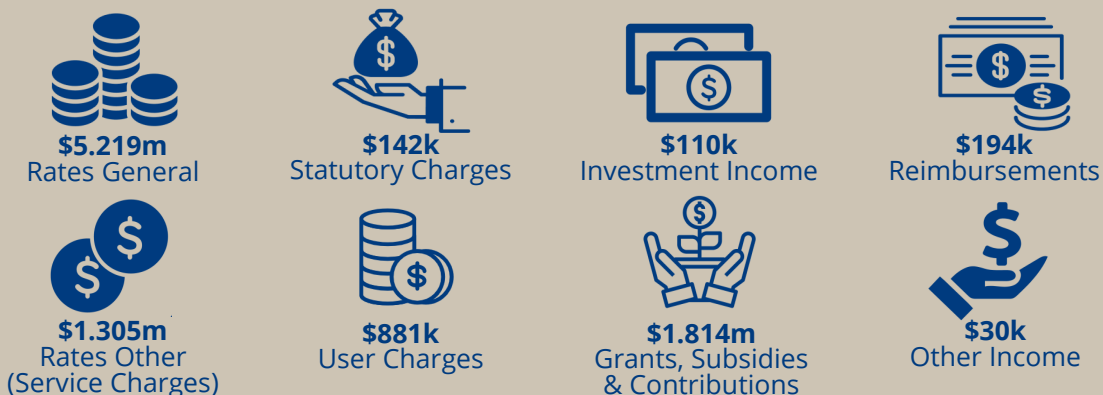 $5.219m
Rates General
$142k
Statutory Charges
$110k
Investment Income
$194k
Reimbursements
$1.305m
Rates Other
(Service Charges)
$881k
User Charges
$1.814m
Grants, Subsidies
& Contributions
$30k
Other Income